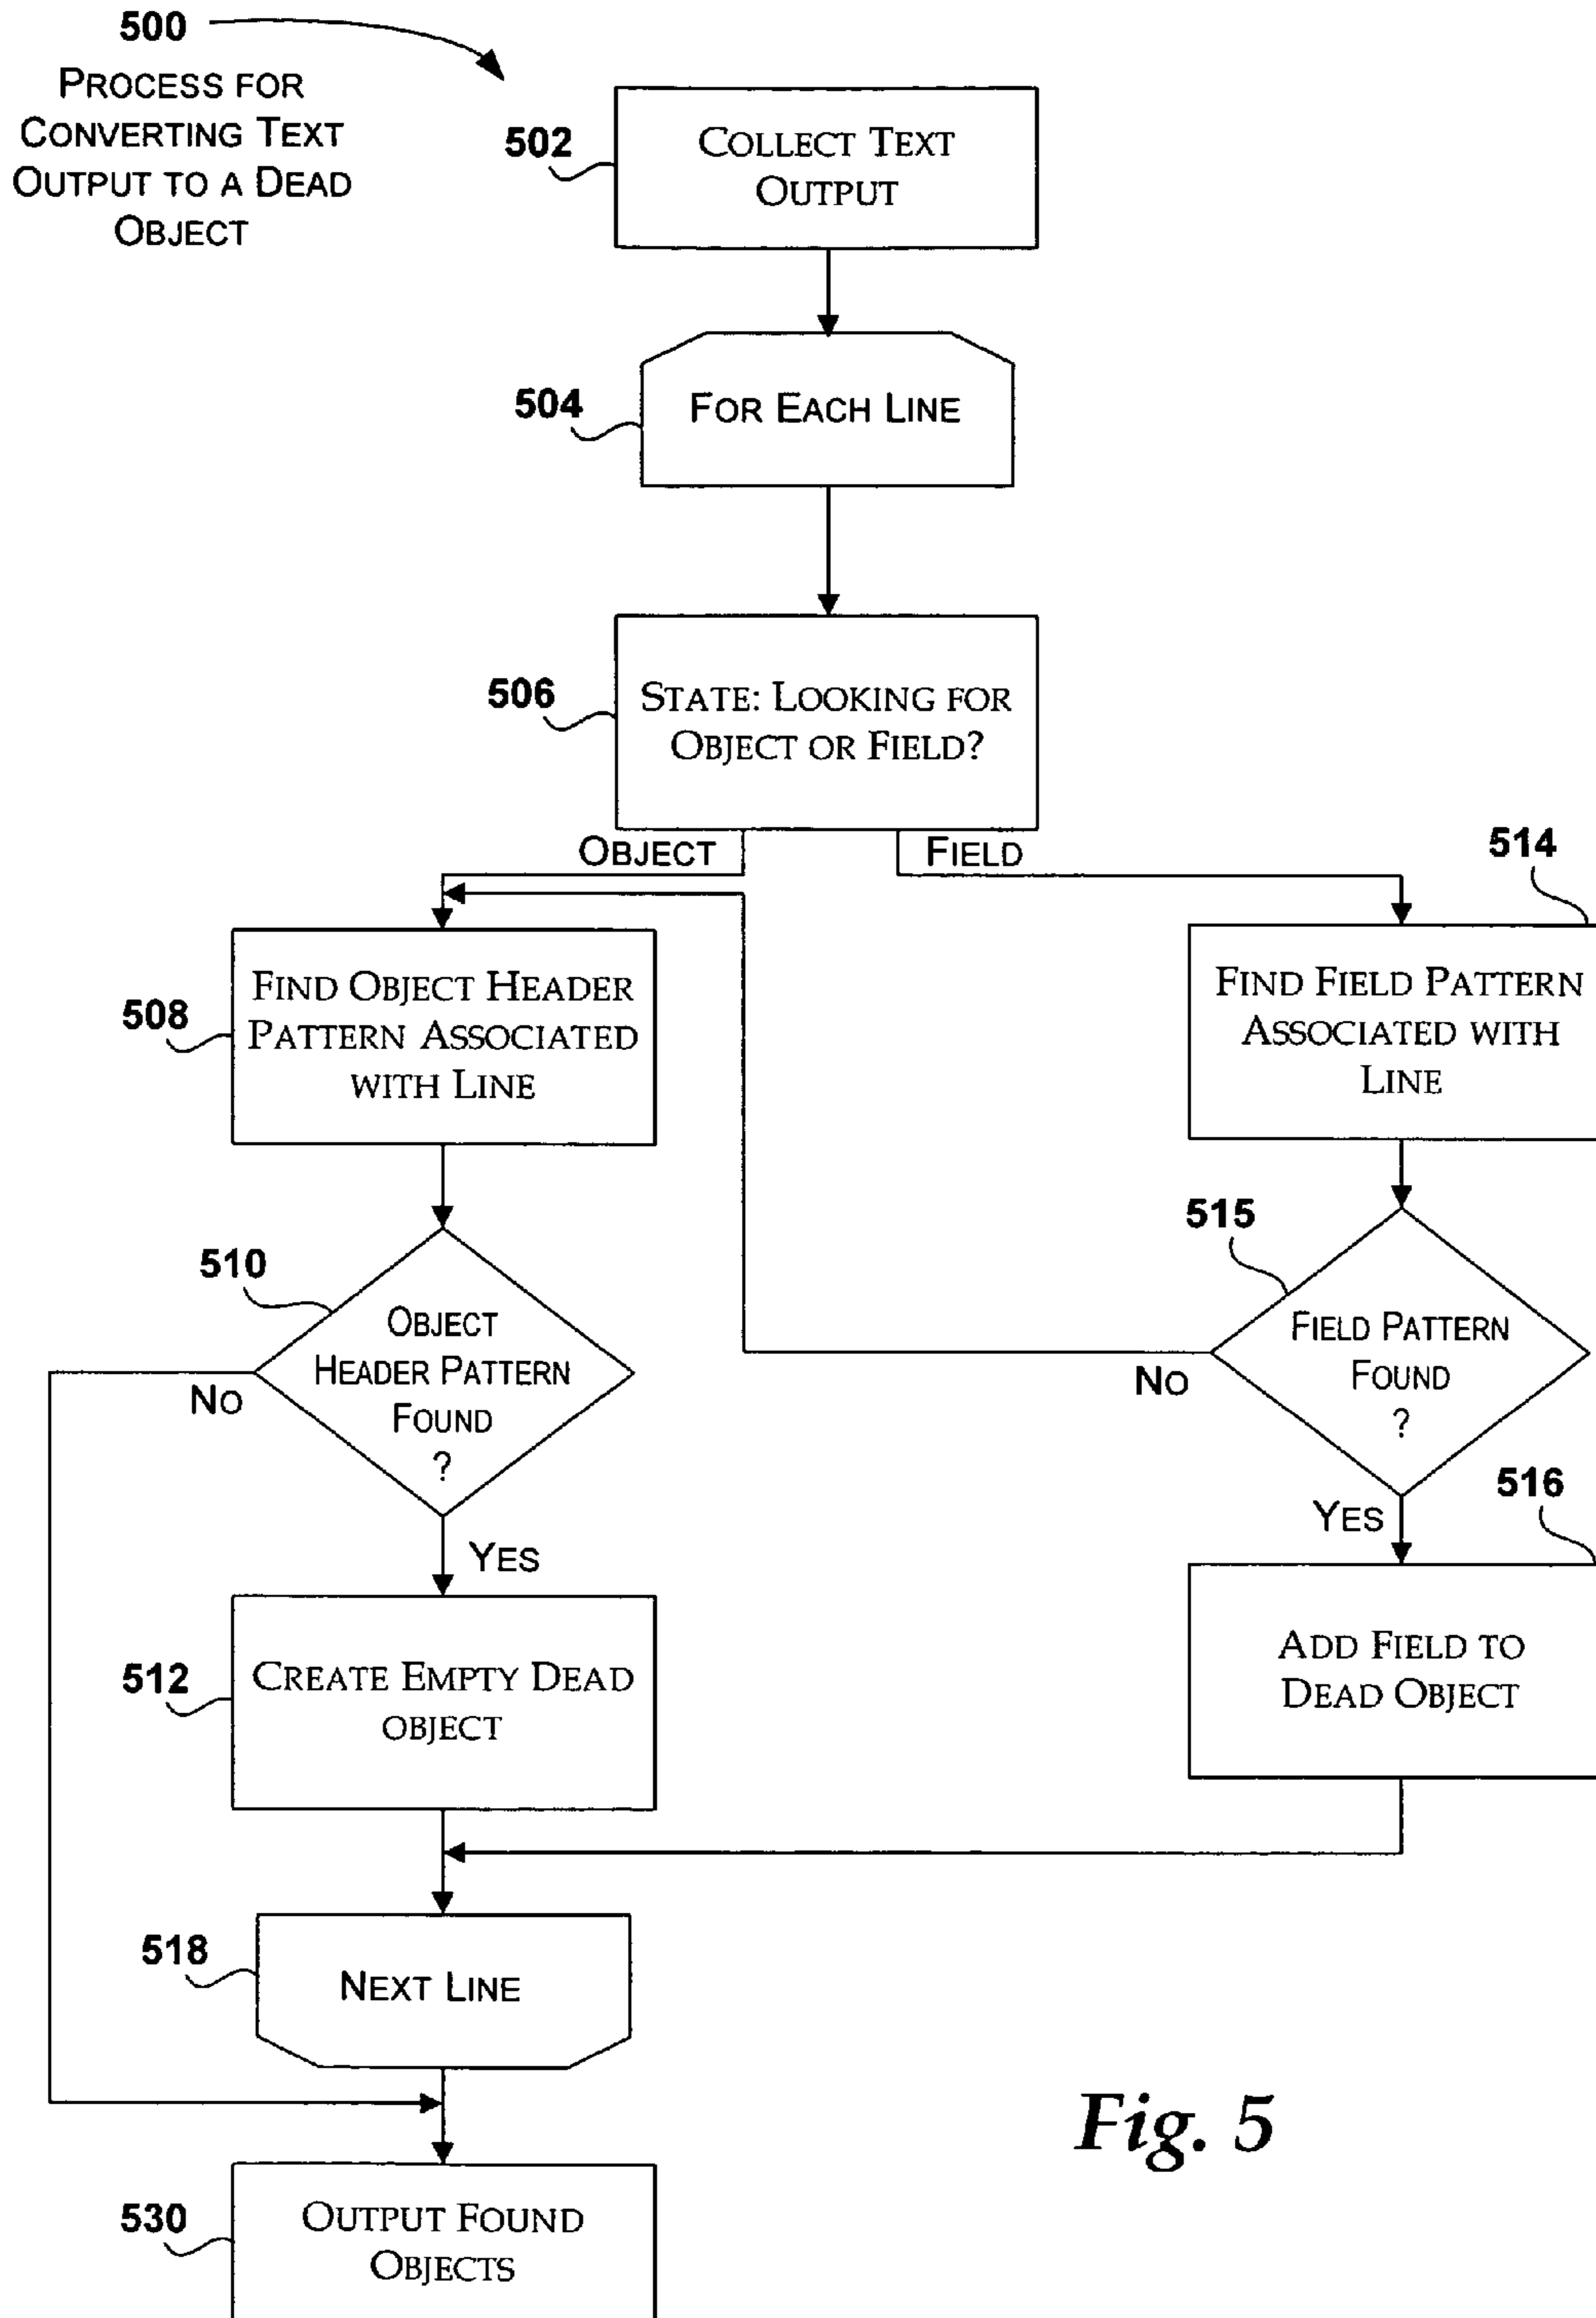 500
PROCESS FOR
CONVERTING TEXT
OUTPUT TO A DEAD
OBJECT
502
COLLECT TEXT
OUTPUT
504
FOR EACH LINE
506
STATE: LOOKING FOR
OBJECT OR FIELD?
OBJECT
FIELD
514
508
FIND OBJECT HEADER
PATTERN ASSOCIATED
WITH LINE
FIND FIELD PATTERN
ASSOCIATED WITH
LINE
510
OBJECT
HEADER PATTERN
FOUND
?
NO
515
FIELD PATTERN
FOUND
?
NO
YES
YES
516
512
CREATE EMPTY DEAD
OBJECT
ADD FIELD TO
DEAD OBJECT
518
NEXT LINE
Fig. 5
530
OUTPUT FOUND
OBJECTS